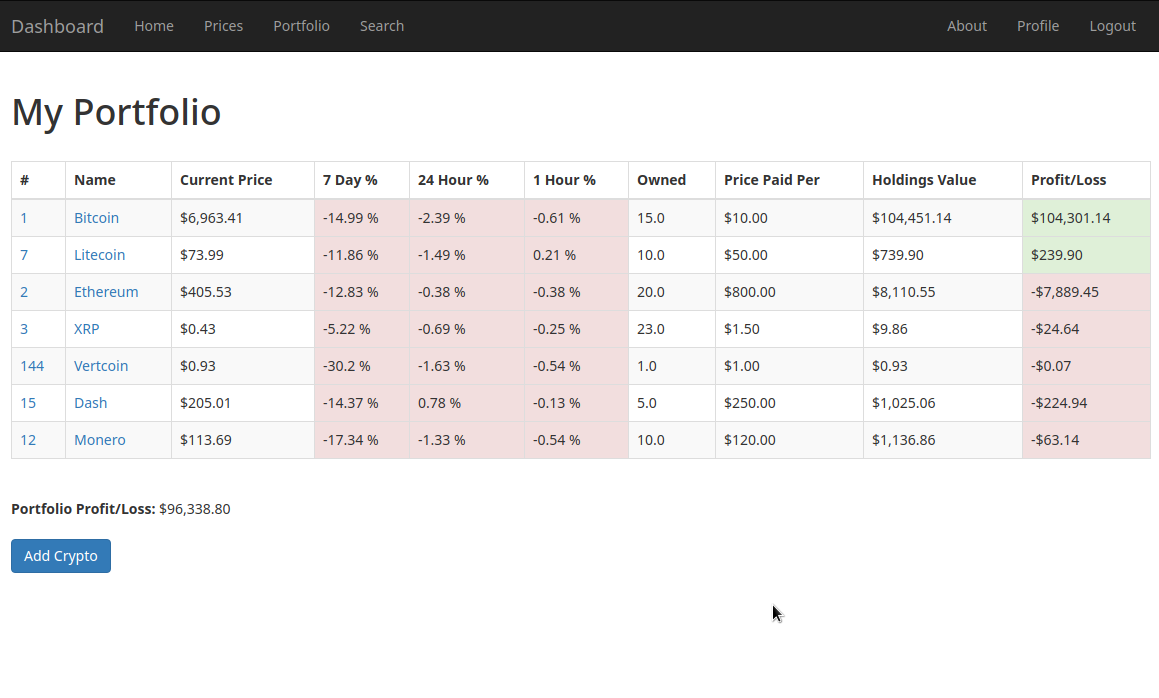 Dashboard Home Prices Portfolio Search About Profile Logout
My Portfolio
# Name Current Price 7 Day % 24 Hour % 1 Hour % Owned Price Paid Per Holdings Value Profit/Loss
1 Bitcoin $6,963.41 -14.99 % -2.39 % -0.61 % 15.0 $10.00 $104,451.14 $104,301.14
7 Litecoin $73.99 -11.86 % -1.49 % 0.21 % 10.0 $50.00 $739.90 $239.90
2 Ethereum $405.53 -12.83 % -0.38 % -0.38 % 20.0 $800.00 $8,110.55 -$7,889.45
3 XRP $0.43 -5.22 % -0.69 % -0.25 % 23.0 $1.50 $9.86 -$24.64
144 Vertcoin $0.93 -30.2 % -1.63 % -0.54 % 1.0 $1.00 $0.93 -$0.07
15 Dash $205.01 -14.37 % 0.78 % -0.13 % 5.0 $250.00 $1,025.06 -$224.94
12 Monero $113.69 -17.34 % -1.33 % -0.54 % 10.0 $120.00 $1,136.86 -$63.14
Portfolio Profit/Loss: $96,338.80
Add Crypto